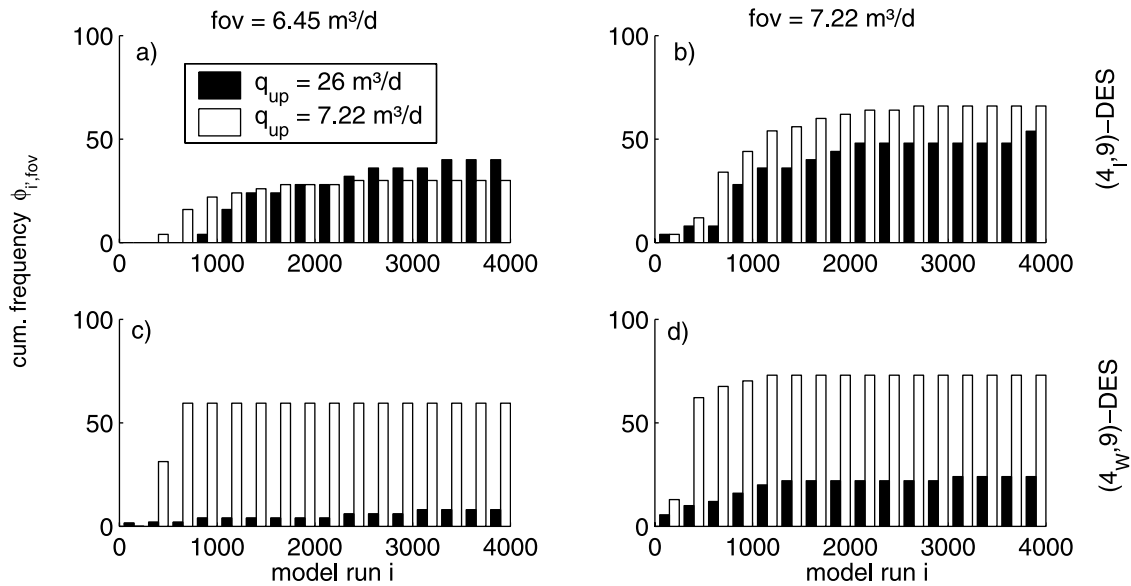 fov = 6.45 m³/d
fov = 7.22 m³/d
a)
b)
q_up = 26 m³/d
q_up = 7.22 m³/d
100
50
0
0 1000 2000 3000 4000
100
50
0
0 1000 2000 3000 4000
(4_I,9)−DES
cum. frequency ϕ_i',fov
c)
d)
100
50
0
0 1000 2000 3000 4000
model run i
100
50
0
0 1000 2000 3000 4000
model run i
(4_W,9)−DES